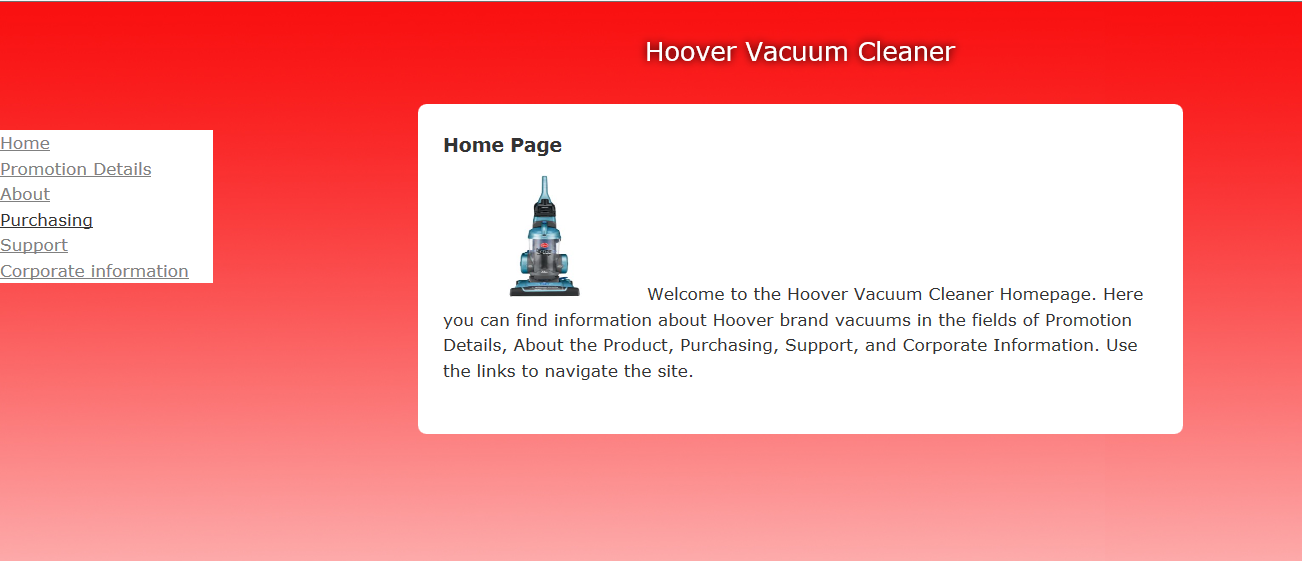 Hoover Vacuum Cleaner
Home
Promotion Details
About
Purchasing
Support
Corporate information
Home Page
Welcome to the Hoover Vacuum Cleaner Homepage. Here
you can find information about Hoover brand vacuums in the fields of Promotion
Details, About the Product, Purchasing, Support, and Corporate Information. Use
the links to navigate the site.